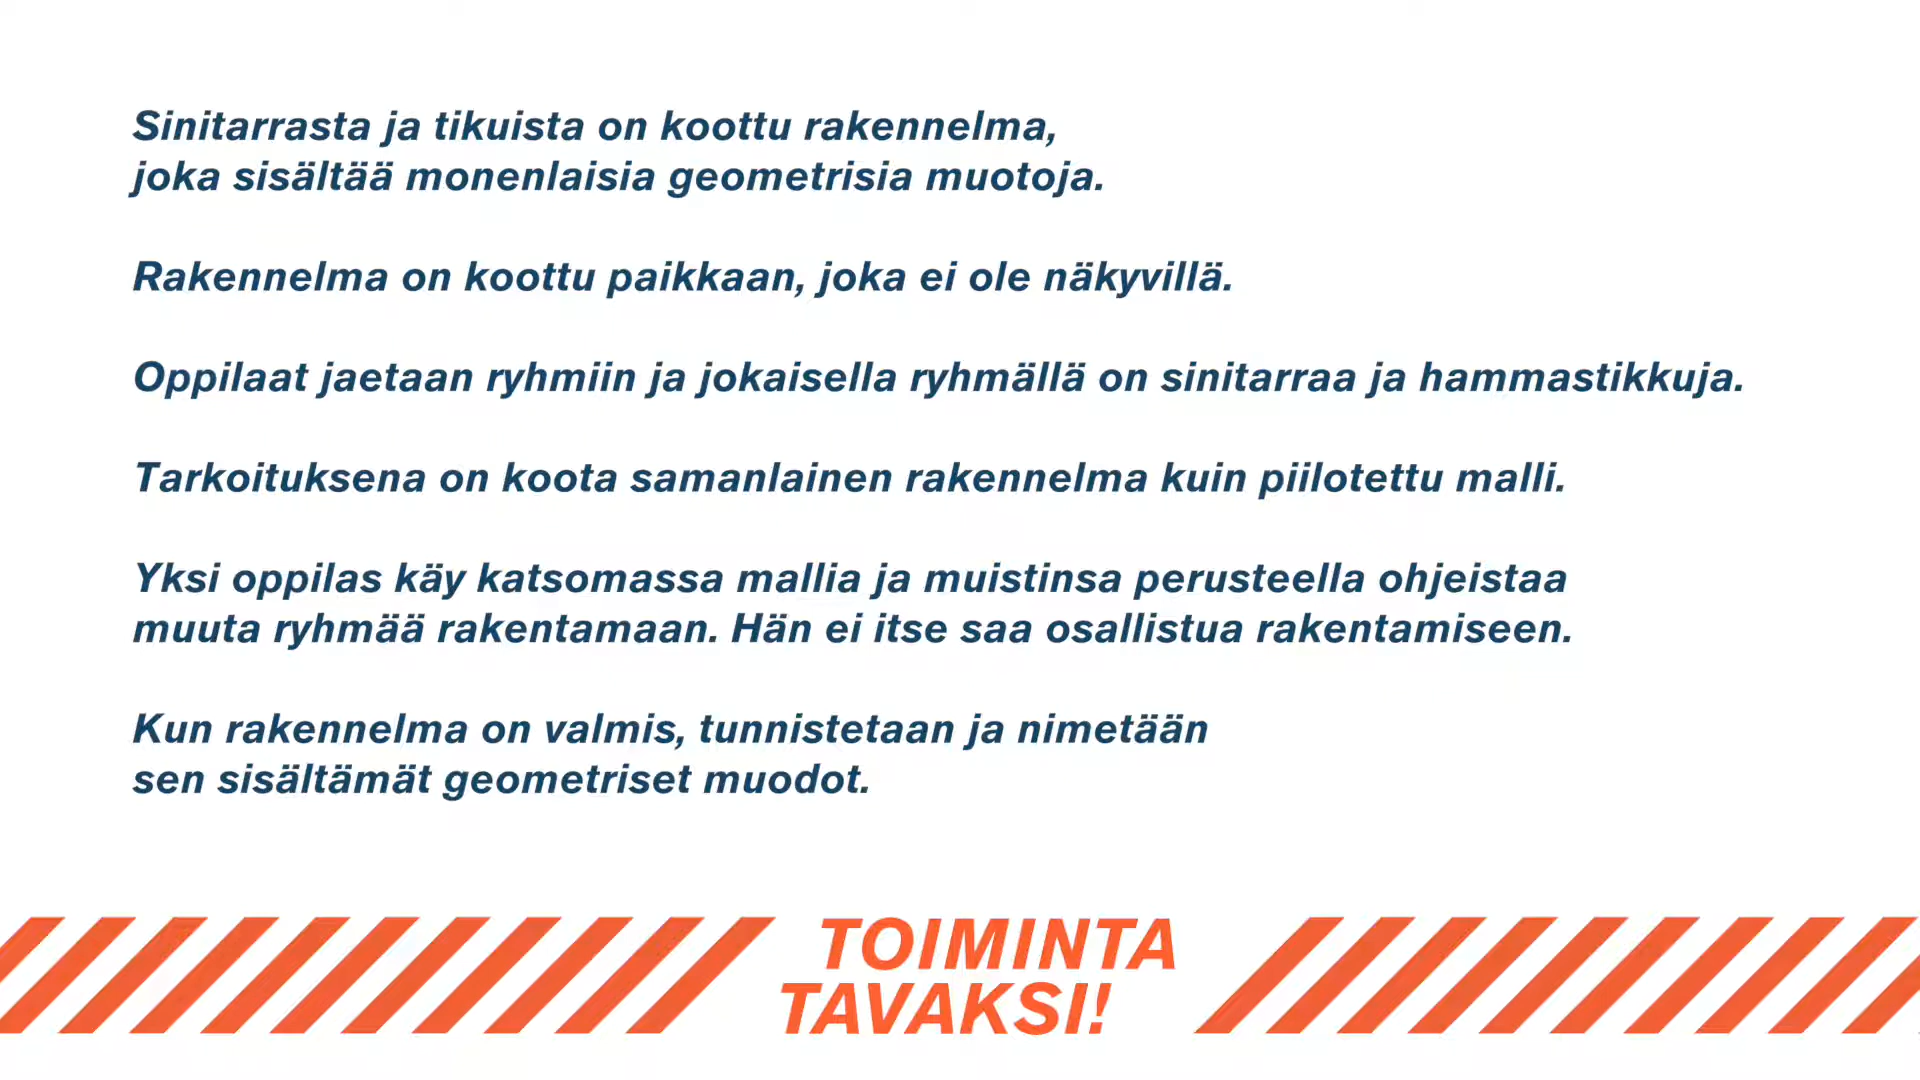 Sinitarrasta ja tikuista on koottu rakennelma,
joka sisältää monenlaisia geometrisia muotoja.
Rakennelma on koottu paikkaan, joka ei ole näkyvillä.
Oppilaat jaetaan ryhmiin ja jokaisella ryhmällä on sinitarraa ja hammastikkuja.
Tarkoituksena on koota samanlainen rakennelma kuin piilotettu malli.
Yksi oppilas käy katsomassa mallia ja muistinsa perusteella ohjeistaa
muuta ryhmää rakentamaan. Hän ei itse saa osallistua rakentamiseen.
Kun rakennelma on valmis, tunnistetaan ja nimetään
sen sisältämät geometriset muodot.
TOIMINTA
TAVAKSI!